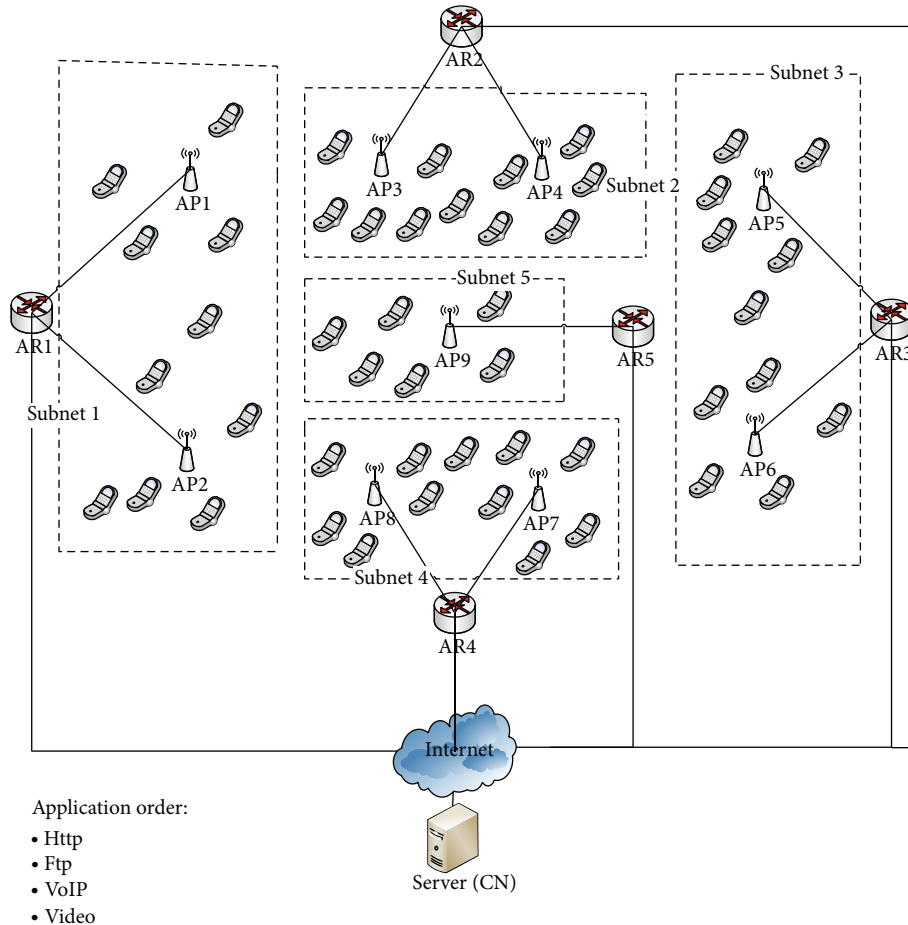 AR2
Subnet 3
AP1
AP3
AP4
Subnet 2
AP5
Subnet 5
AR1
AP9
AR5
AR3
Subnet 1
AP2
AP6
AP8
AP7
Subnet 4
AR4
Internet
Application order:
• Http
• Ftp
• VoIP
• Video
Server (CN)